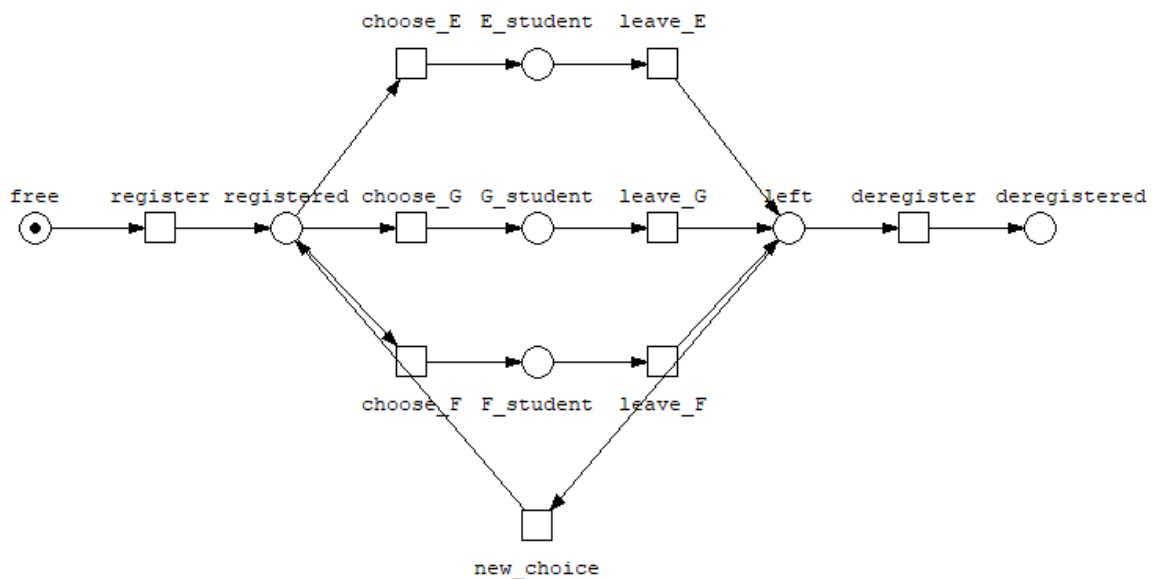 choose_E E_student leave_E
free register registered choose_G G_student leave_G left deregister deregistered
choose_F F_student leave_F
new_choice